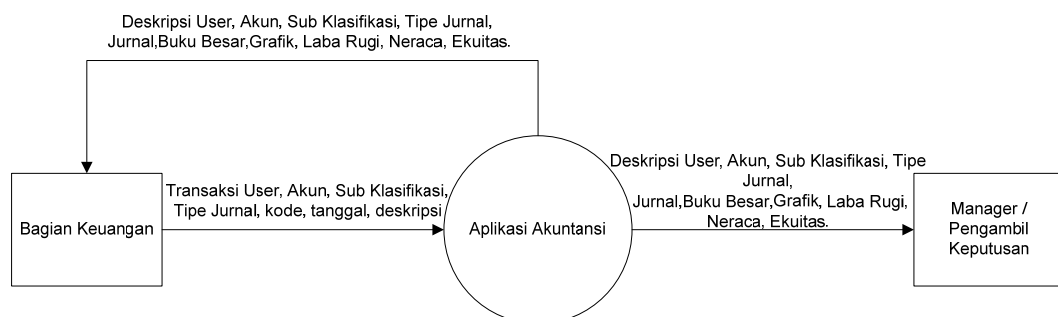 Deskripsi User, Akun, Sub Klasifikasi, Tipe Jurnal,
Jurnal,Buku Besar,Grafik, Laba Rugi, Neraca, Ekuitas.
Bagian Keuangan
Transaksi User, Akun, Sub Klasifikasi,
Tipe Jurnal, kode, tanggal, deskripsi
Aplikasi Akuntansi
Deskripsi User, Akun, Sub Klasifikasi, Tipe
Jurnal,
Jurnal,Buku Besar,Grafik, Laba Rugi,
Neraca, Ekuitas.
Manager /
Pengambil
Keputusan